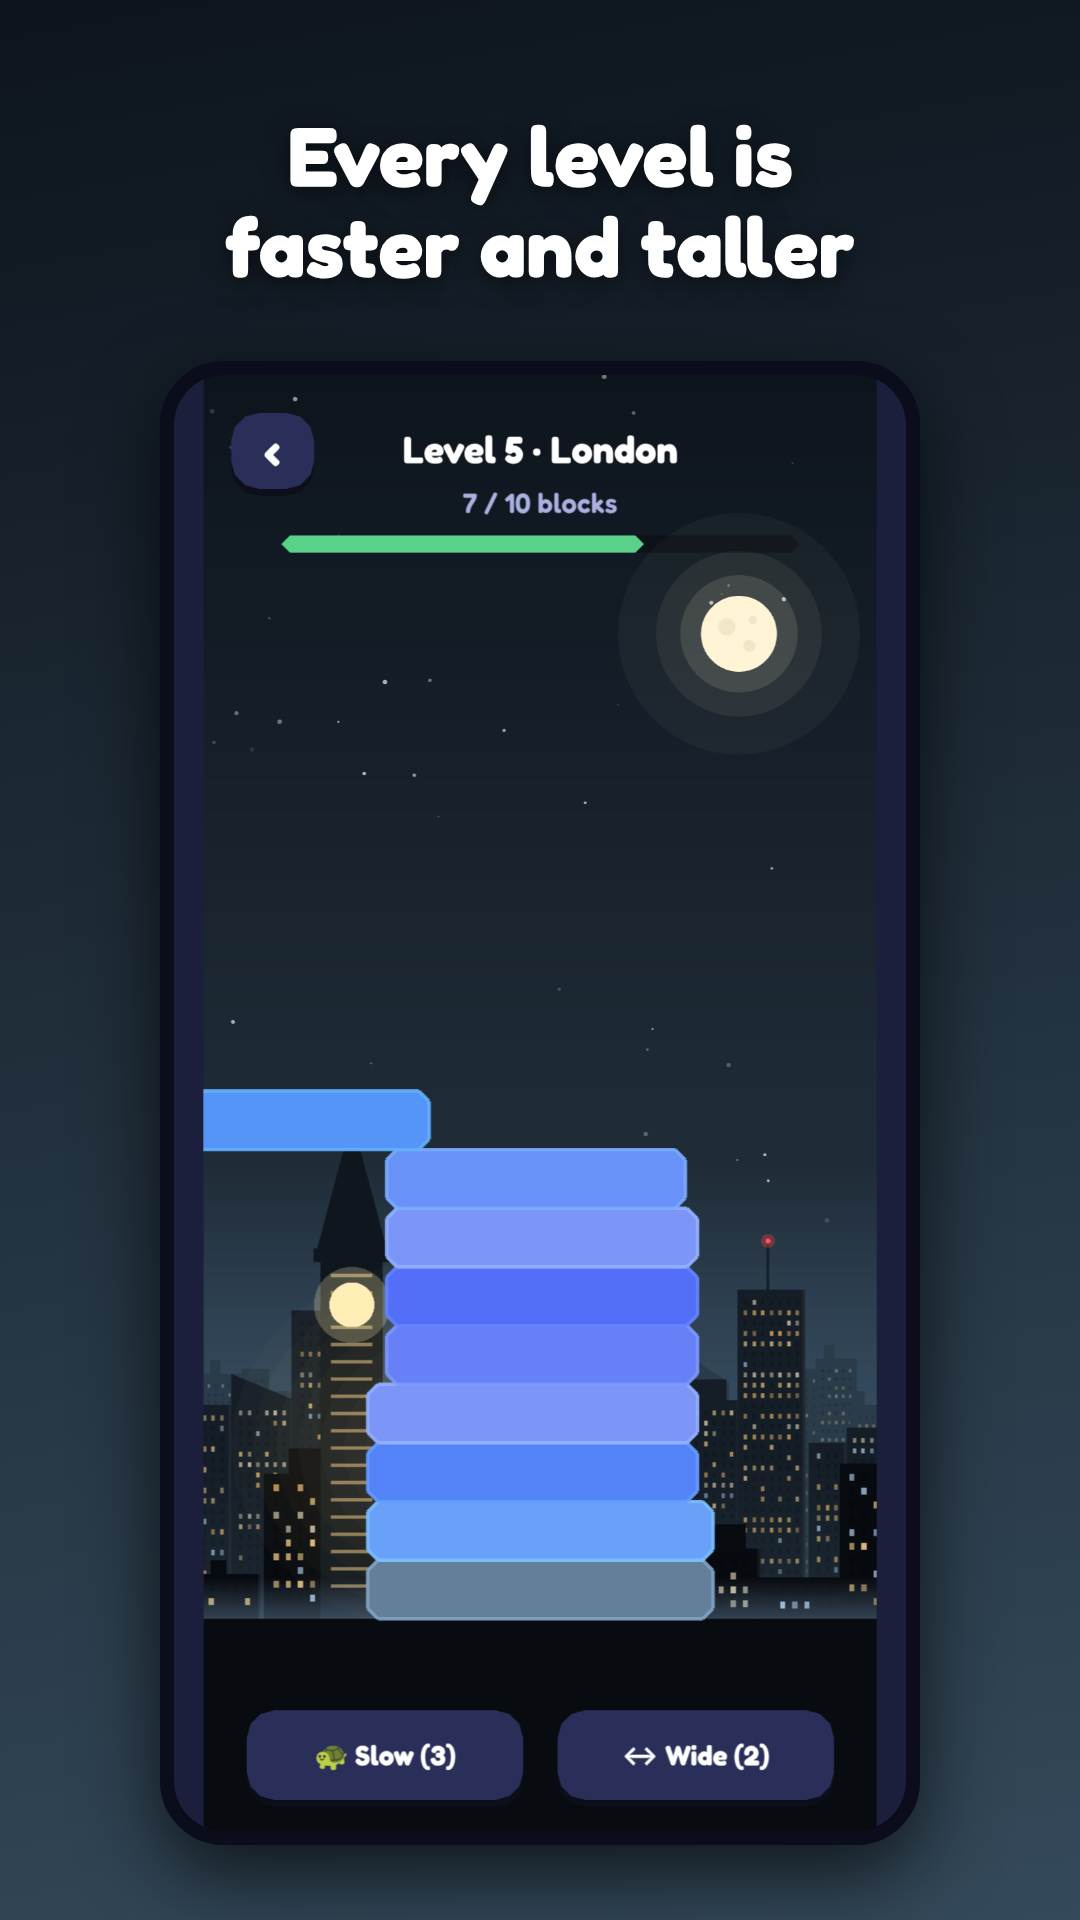 Every level is
faster and taller
Level 5 · London
7 / 10 blocks
Slow (3)
↔ Wide (2)